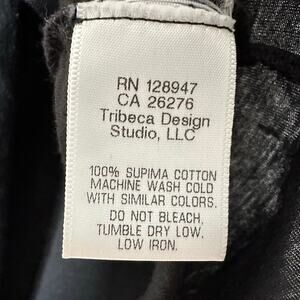 RN 128947
CA 26276
Tribeca Design
Studio, LLC
100% SUPIMA COTTON
MACHINE WASH COLD
WITH SIMILAR COLORS.
DO NOT BLEACH.
TUMBLE DRY LOW.
LOW IRON.